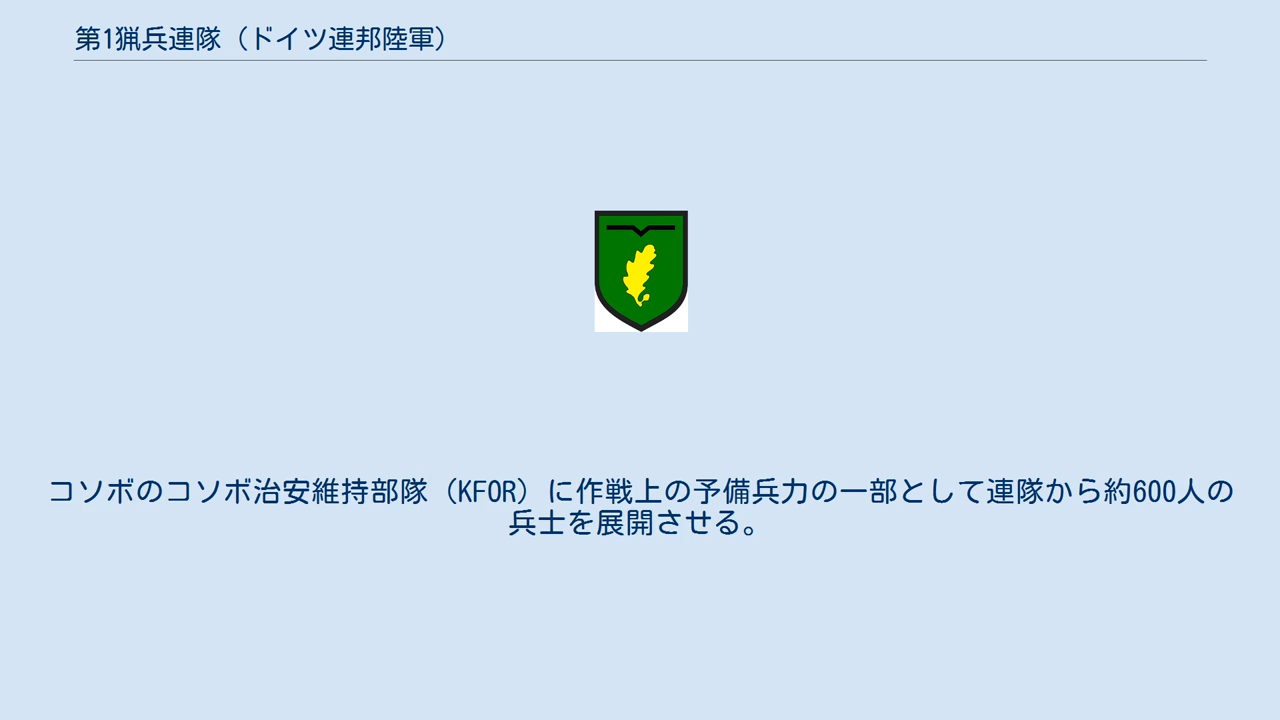 第1猟兵連隊（ドイツ連邦陸軍）
コソボのコソボ治安維持部隊（KFOR）に作戦上の予備兵力の一部として連隊から約600人の
兵士を展開させる。